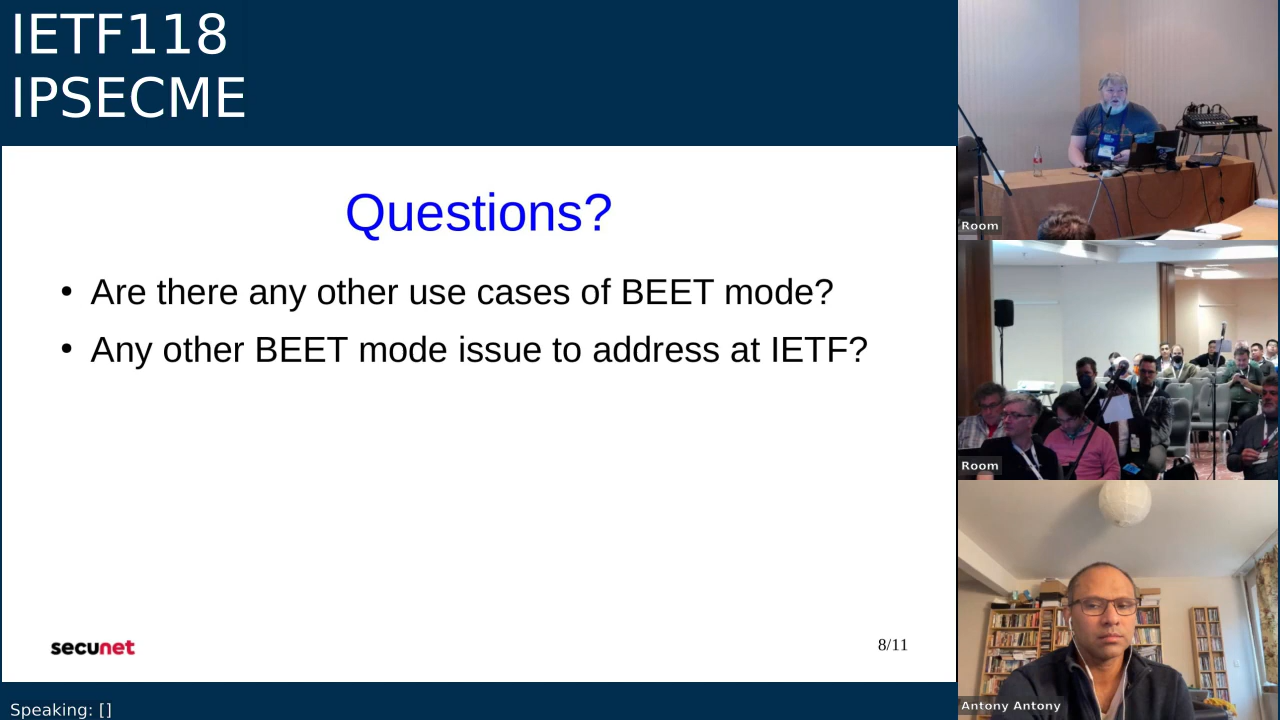 IETF118
IPSECME
Questions?
• Are there any other use cases of BEET mode?
• Any other BEET mode issue to address at IETF?
secunet
8/11
Speaking: []
Room
Room
Antony Antony